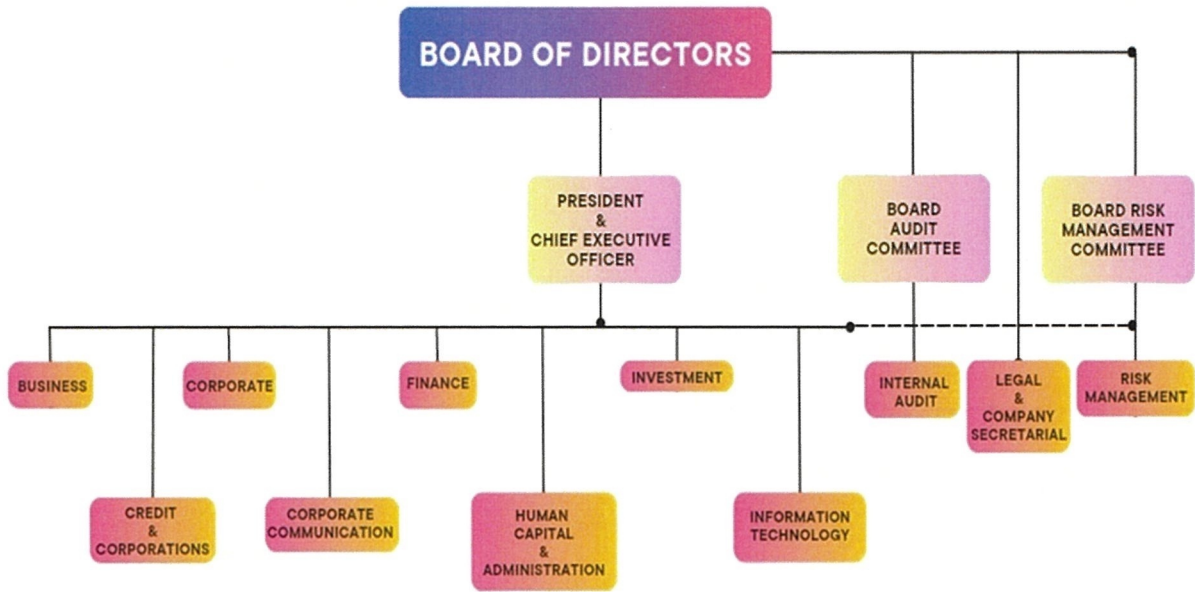 BOARD OF DIRECTORS
PRESIDENT
&
CHIEF EXECUTIVE
OFFICER
BOARD
AUDIT
COMMITTEE
BOARD RISK
MANAGEMENT
COMMITTEE
BUSINESS
CORPORATE
FINANCE
INVESTMENT
INTERNAL
AUDIT
LEGAL
&
COMPANY
SECRETARIAL
RISK
MANAGEMENT
CREDIT
&
CORPORATIONS
CORPORATE
COMMUNICATION
HUMAN
CAPITAL
&
ADMINISTRATION
INFORMATION
TECHNOLOGY